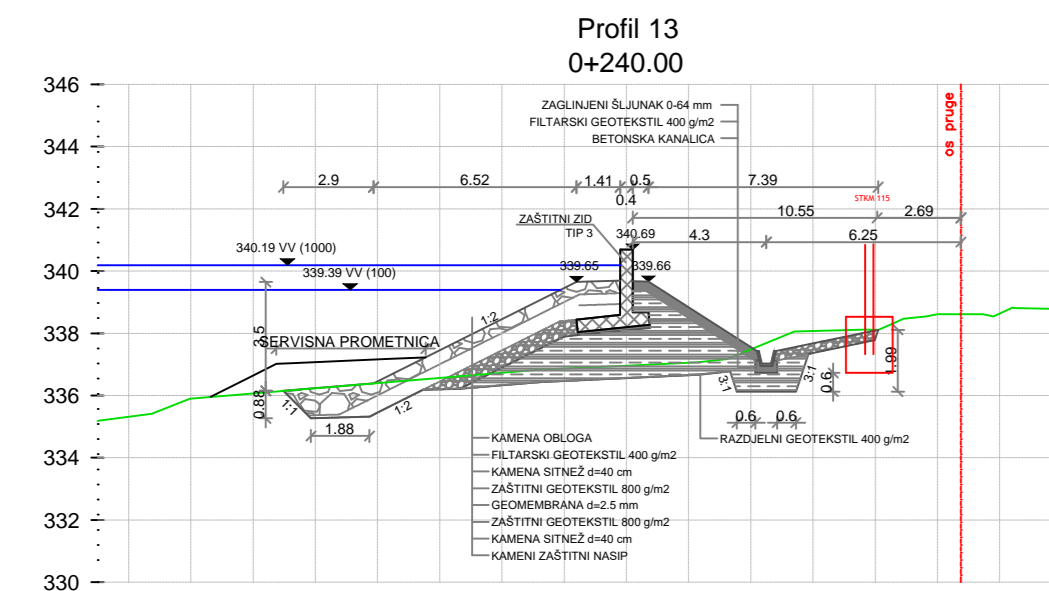 Profil 13
0+240.00
346
344
342
340
338
336
334
332
330
ZAGLINJENI ŠLJUNAK 0-64 mm
FILTARSKI GEOTEKSTIL 400 g/m2
BETONSKA KANALICA
os pruge
2.9
6.52
1.41
0.5
7.39
0.4
STKM 115
10.55
2.69
ZAŠTITNI ZID
TIP 3
340.69
4.3
6.25
340.19 VV (1000)
339.39 VV (100)
339.65
339.66
1:2
3.5
SERVISNA PROMETNICA
0.88
1:1
1:2
1.88
3:1
3:1
0.6
1.99
0.6
0.6
RAZDJELNI GEOTEKSTIL 400 g/m2
KAMENA OBLOGA
FILTARSKI GEOTEKSTIL 400 g/m2
KAMENA SITNEŽ d=40 cm
ZAŠTITNI GEOTEKSTIL 800 g/m2
GEOMEMBRANA d=2.5 mm
ZAŠTITNI GEOTEKSTIL 800 g/m2
KAMENA SITNEŽ d=40 cm
KAMENI ZAŠTITNI NASIP